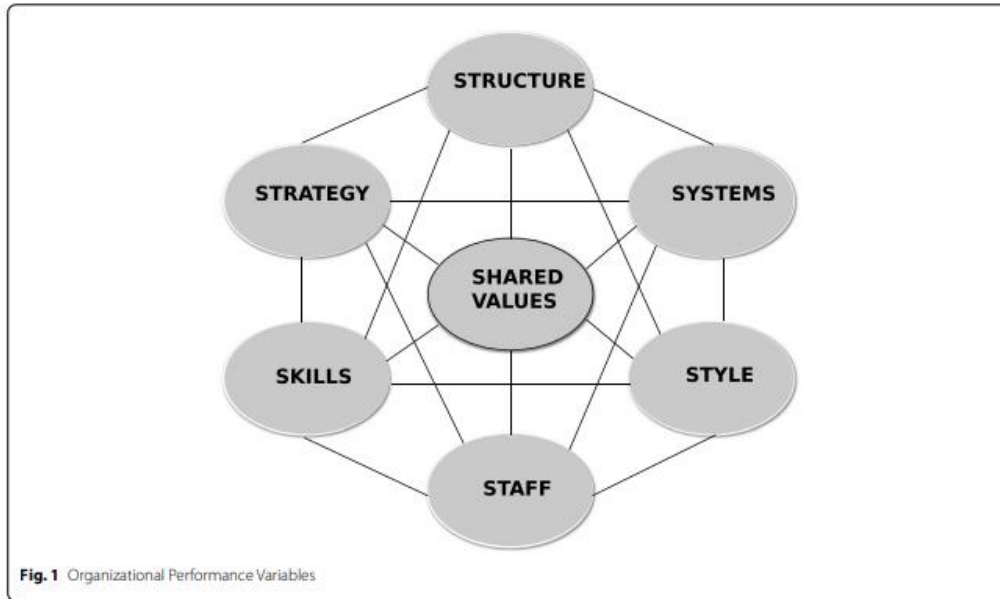 STRUCTURE
STRATEGY
SYSTEMS
SHARED
VALUES
SKILLS
STYLE
STAFF
Fig. 1 Organizational Performance Variables